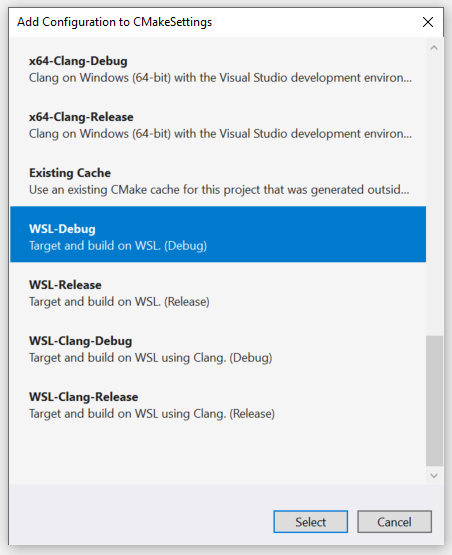 Add Configuration to CMakeSettings
x64-Clang-Debug
Clang on Windows (64-bit) with the Visual Studio development environ...
x64-Clang-Release
Clang on Windows (64-bit) with the Visual Studio development environ...
Existing Cache
Use an existing CMake cache for this project that was generated outsid...
WSL-Debug
Target and build on WSL. (Debug)
WSL-Release
Target and build on WSL. (Release)
WSL-Clang-Debug
Target and build on WSL using Clang. (Debug)
WSL-Clang-Release
Target and build on WSL using Clang. (Release)
Select Cancel